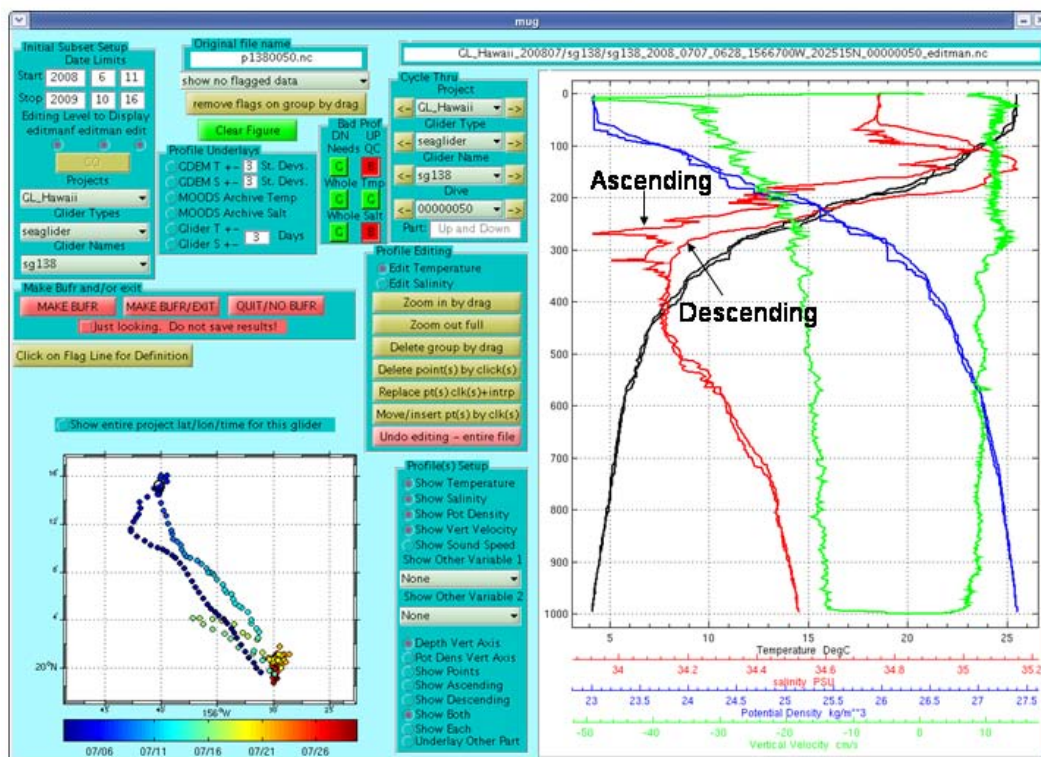 mug
Initial Subset Setup
Date Limits
Start 2008 6 11
Stop 2009 10 16
Editing Level to Display
editmanf editman edit
GO
Projects
GL_Hawaii
Glider Types
seaglider
Glider Names
sg138
Original file name
p1380050.nc
show no flagged data
remove flags on group by drag
Clear Figure
Profile Underlays
GDEM T +- 3 St. Devs.
GDEM S +- 3 St. Devs.
MOODS Archive Temp
MOODS Archive Salt
Glider T +-
Glider S +- 3 Days
Bad Prof
DN UP
Needs QC
G R
Whole Tmp
G G
Whole Salt
G R
GL_Hawaii_200807/sg138/sg138_2008_0707_0628_1566700W_202515N_00000050_editman.nc
Cycle Thru
Project
<- GL_Hawaii ->
Glider Type
<- seaglider ->
Glider Name
<- sg138 ->
Dive
<- 00000050 ->
Part: Up and Down
Make Bufr and/or exit
MAKE BUFR MAKE BUFR/EXIT QUIT/NO BUFR
Just looking. Do not save results!
Click on Flag Line for Definition
Profile Editing
Edit Temperature
Edit Salinity
Zoom in by drag
Zoom out full
Delete group by drag
Delete point(s) by click(s)
Replace pt(s) clk(s)+intrp
Move/insert pt(s) by clk(s)
Undo editing - entire file
Show entire project lat/lon/time for this glider
20°N
156°W
07/06 07/11 07/16 07/21 07/26
Profile(s) Setup
Show Temperature
Show Salinity
Show Pot Density
Show Vert Velocity
Show Sound Speed
Show Other Variable 1
None
Show Other Variable 2
None
Depth Vert Axis
Pot Dens Vert Axis
Show Points
Show Ascending
Show Descending
Show Both
Show Each
Underlay Other Part
0
100
200
300
400
500
600
700
800
900
1000
Ascending
Descending
5 10 15 20 25
Temperature DegC
34 34.2 34.4 34.6 34.8 35 35.2
salinity PSU
23 23.5 24 24.5 25 25.5 26 26.5 27 27.5
Potential Density kg/m**3
-50 -40 -30 -20 -10 0 10
Vertical Velocity cm/s